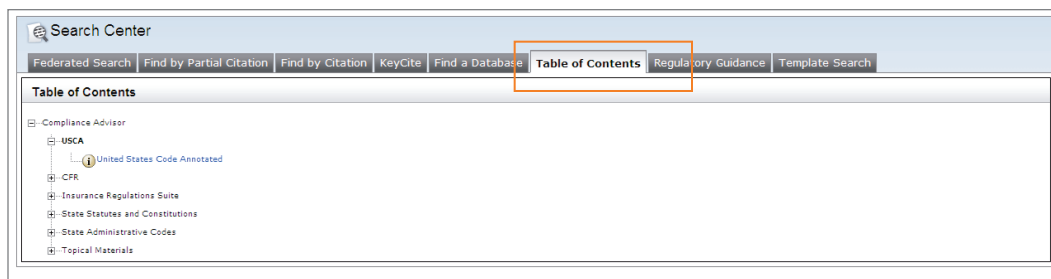 Search Center
Federated Search Find by Partial Citation Find by Citation KeyCite Find a Database Table of Contents Regulatory Guidance Template Search
Table of Contents
Compliance Advisor
USCA
United States Code Annotated
CFR
Insurance Regulations Suite
State Statutes and Constitutions
State Administrative Codes
Topical Materials